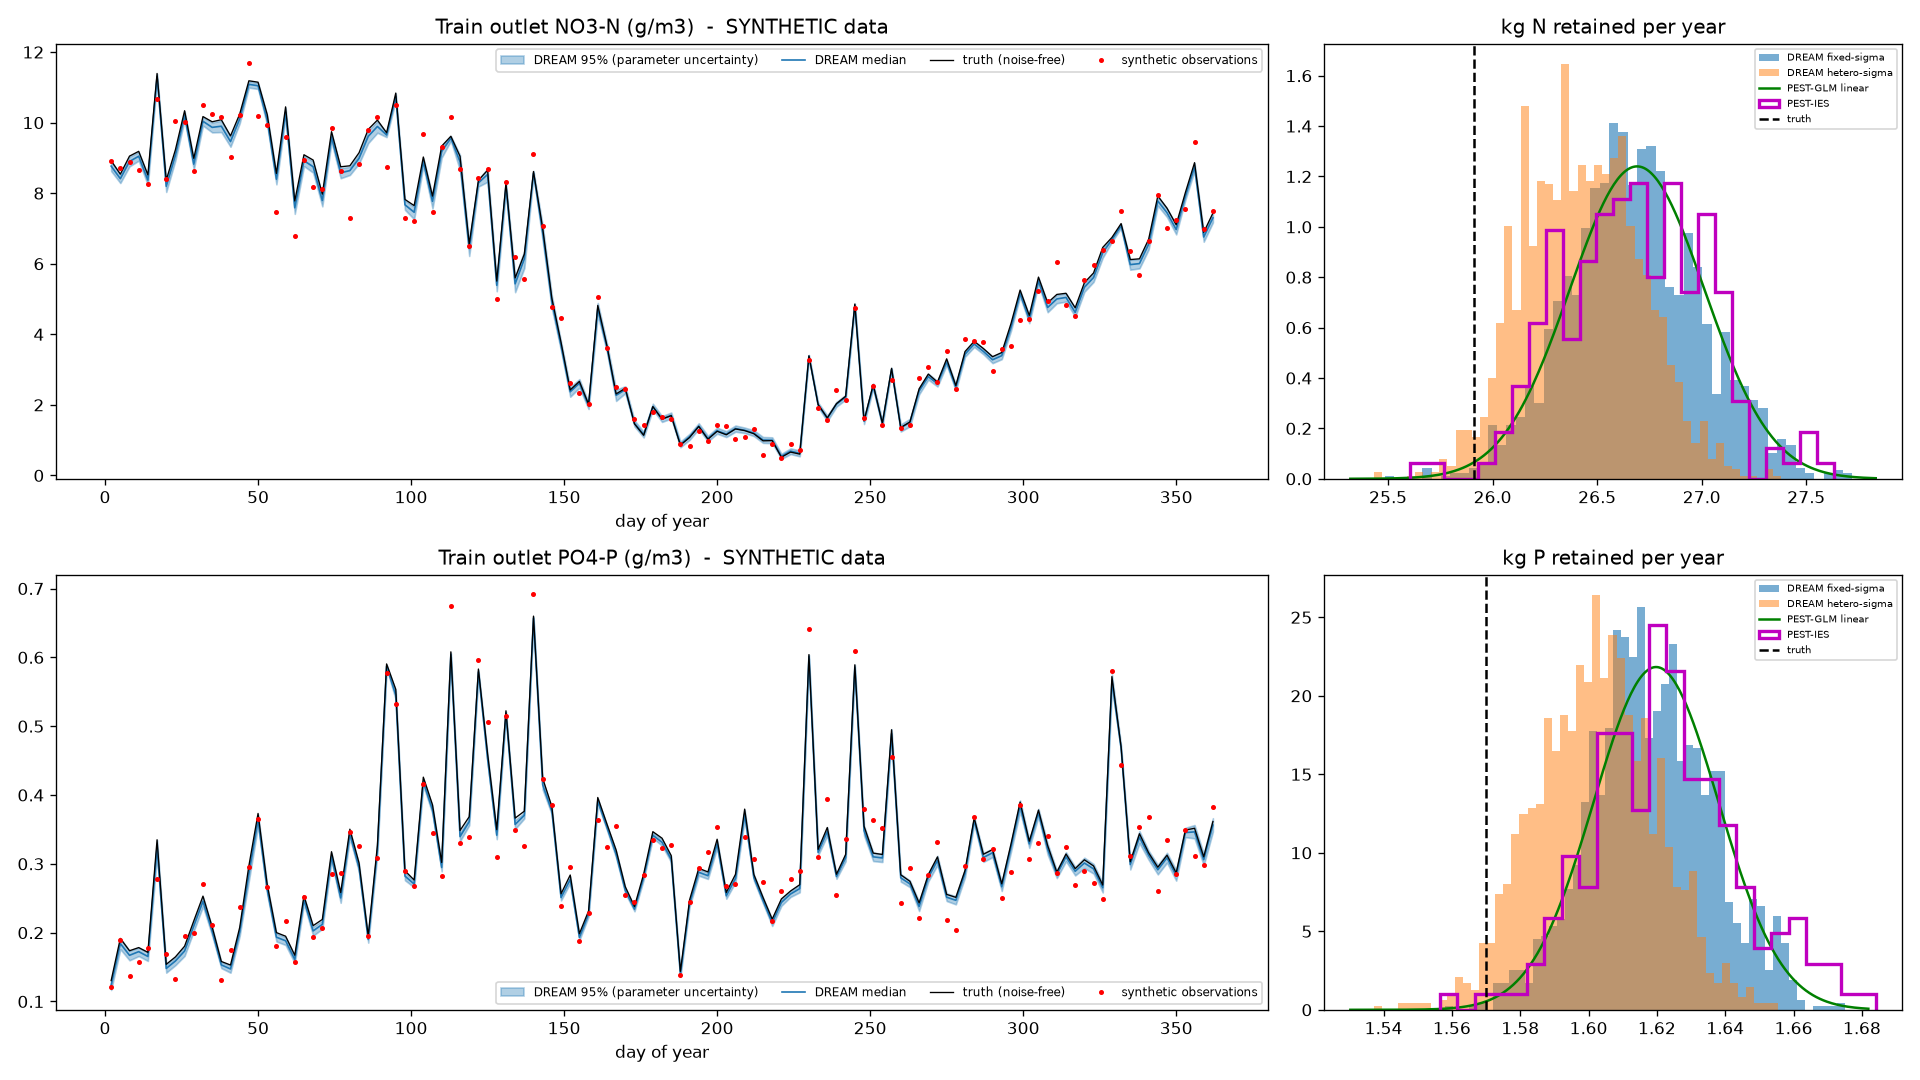 Train outlet NO3-N (g/m3)  -  SYNTHETIC data
DREAM 95% (parameter uncertainty)
DREAM median
truth (noise-free)
synthetic observations
12
10
8
6
4
2
0
0 50 100 150 200 250 300 350
day of year
kg N retained per year
DREAM fixed-sigma
DREAM hetero-sigma
PEST-GLM linear
PEST-IES
truth
1.6
1.4
1.2
1.0
0.8
0.6
0.4
0.2
0.0
25.5 26.0 26.5 27.0 27.5
Train outlet PO4-P (g/m3)  -  SYNTHETIC data
0.7
0.6
0.5
0.4
0.3
0.2
0.1
DREAM 95% (parameter uncertainty)
DREAM median
truth (noise-free)
synthetic observations
0 50 100 150 200 250 300 350
day of year
kg P retained per year
DREAM fixed-sigma
DREAM hetero-sigma
PEST-GLM linear
PEST-IES
truth
25
20
15
10
5
0
1.54 1.56 1.58 1.60 1.62 1.64 1.66 1.68